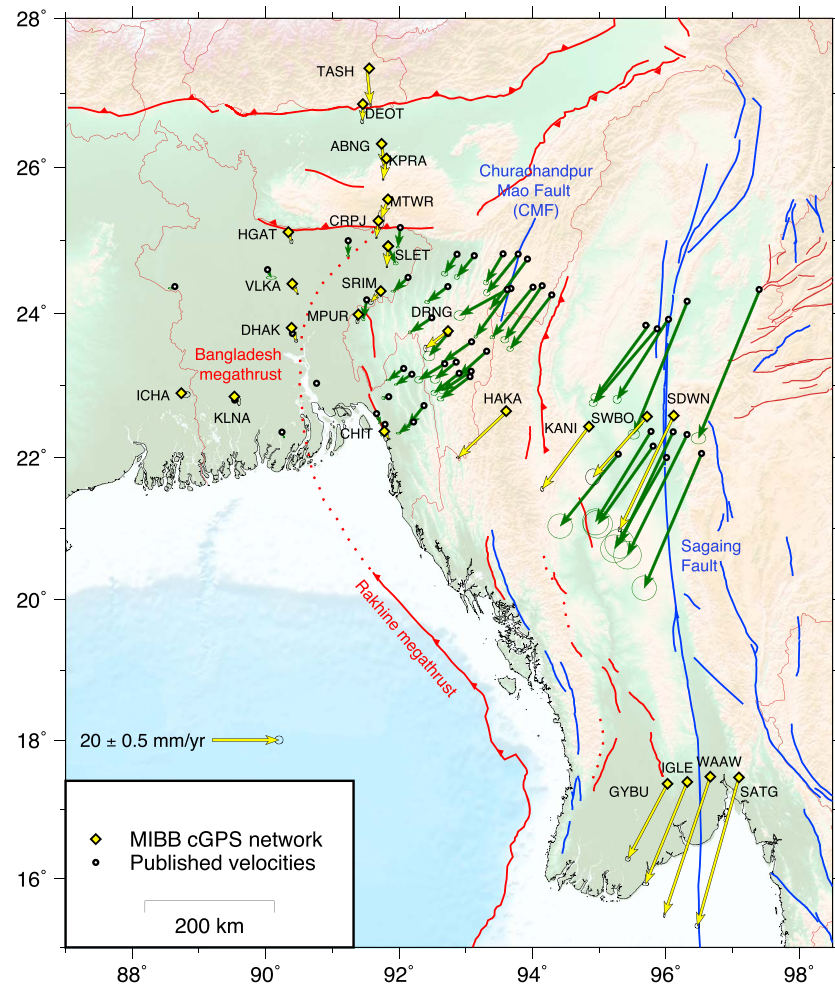 28˚
TASH
DEOT
ABNG
26˚
KPRA
Churachandpur
Mao Fault
(CMF)
MTWR
CRPJ
HGAT
SLET
VLKA
SRIM
24˚
MPUR
DRNG
DHAK
Bangladesh
megathrust
ICHA
KLNA
HAKA
SDWN
SWBO
KANI
CHIT
22˚
Sagaing
Fault
20˚
Rakhine megathrust
18˚
20 ± 0.5 mm/yr
IGLE
WAAW
GYBU
SATG
MIBB cGPS network
Published velocities
16˚
200 km
88˚
90˚
92˚
94˚
96˚
98˚